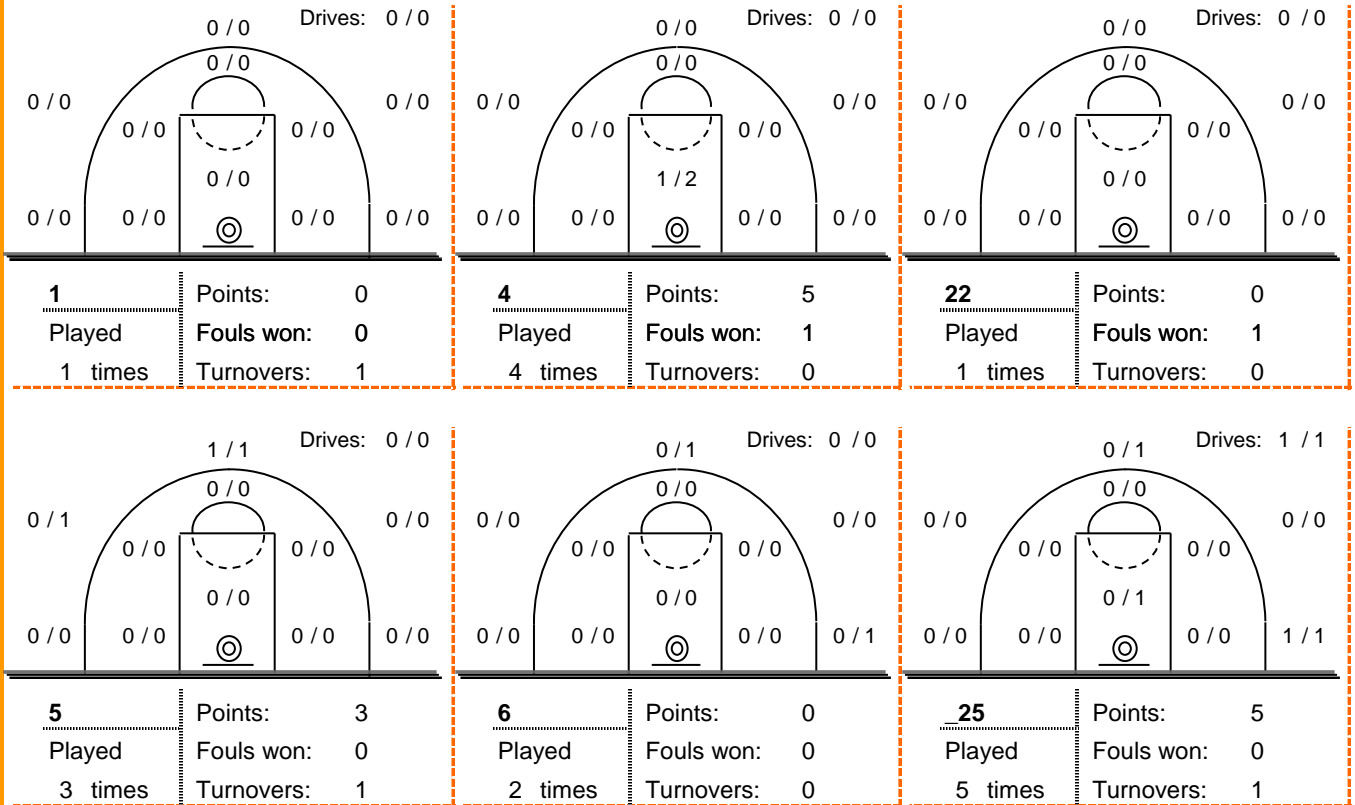 0 / 0 Drives: 0 / 0
0 / 0
0 / 0 0 / 0
0 / 0 0 / 0
0 / 0
0 / 0 0 / 0 0 / 0 0 / 0
1 Points: 0
Played Fouls won: 0
1 times Turnovers: 1
0 / 0 Drives: 0 / 0
0 / 0
0 / 0 0 / 0
0 / 0 0 / 0
1 / 2
0 / 0 0 / 0 0 / 0 0 / 0
4 Points: 5
Played Fouls won: 1
4 times Turnovers: 0
0 / 0 Drives: 0 / 0
0 / 0
0 / 0 0 / 0
0 / 0 0 / 0
0 / 0
0 / 0 0 / 0 0 / 0 0 / 0
22 Points: 0
Played Fouls won: 1
1 times Turnovers: 0
1 / 1 Drives: 0 / 0
0 / 0
0 / 1 0 / 0
0 / 0 0 / 0
0 / 0
0 / 0 0 / 0 0 / 0 0 / 0
5 Points: 3
Played Fouls won: 0
3 times Turnovers: 1
0 / 1 Drives: 0 / 0
0 / 0
0 / 0 0 / 0
0 / 0 0 / 0
0 / 0
0 / 0 0 / 0 0 / 0 0 / 1
6 Points: 0
Played Fouls won: 0
2 times Turnovers: 0
0 / 1 Drives: 1 / 1
0 / 0
0 / 0 0 / 0
0 / 0 0 / 0
0 / 1
0 / 0 0 / 0 0 / 0 1 / 1
_25 Points: 5
Played Fouls won: 0
5 times Turnovers: 1